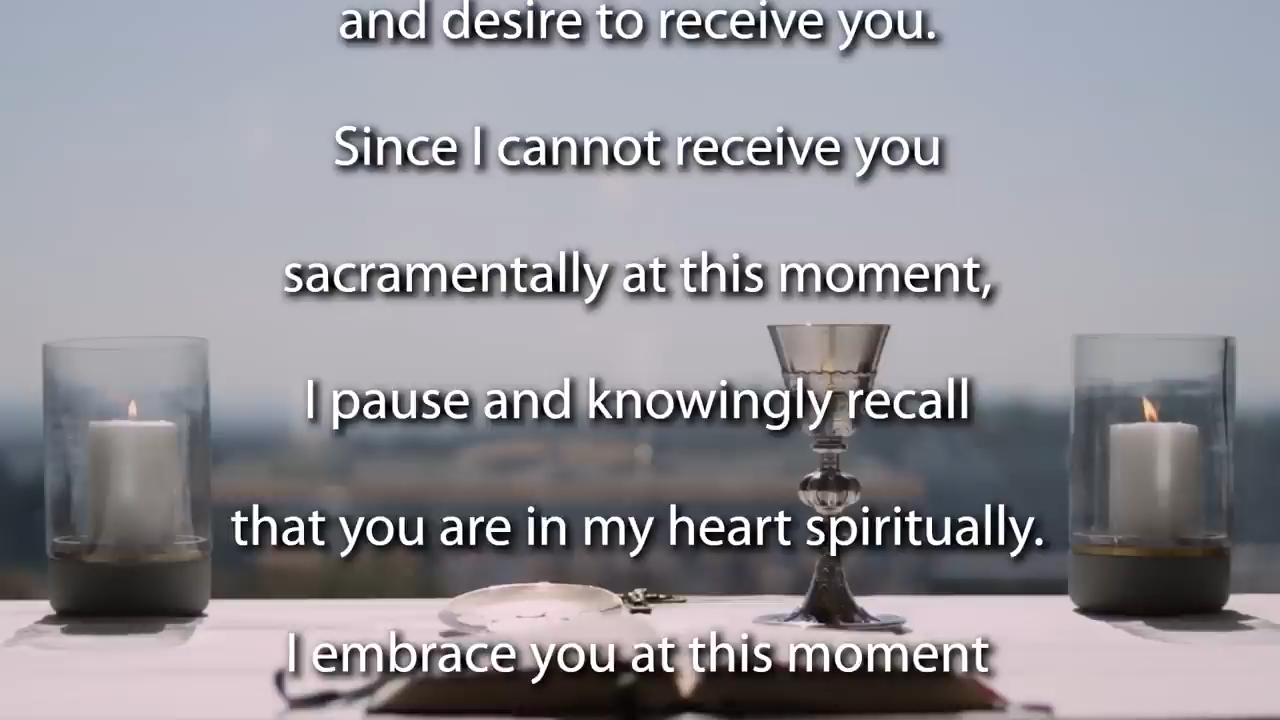 and desire to receive you.
Since I cannot receive you
sacramentally at this moment,
I pause and knowingly recall
that you are in my heart spiritually.
I embrace you at this moment